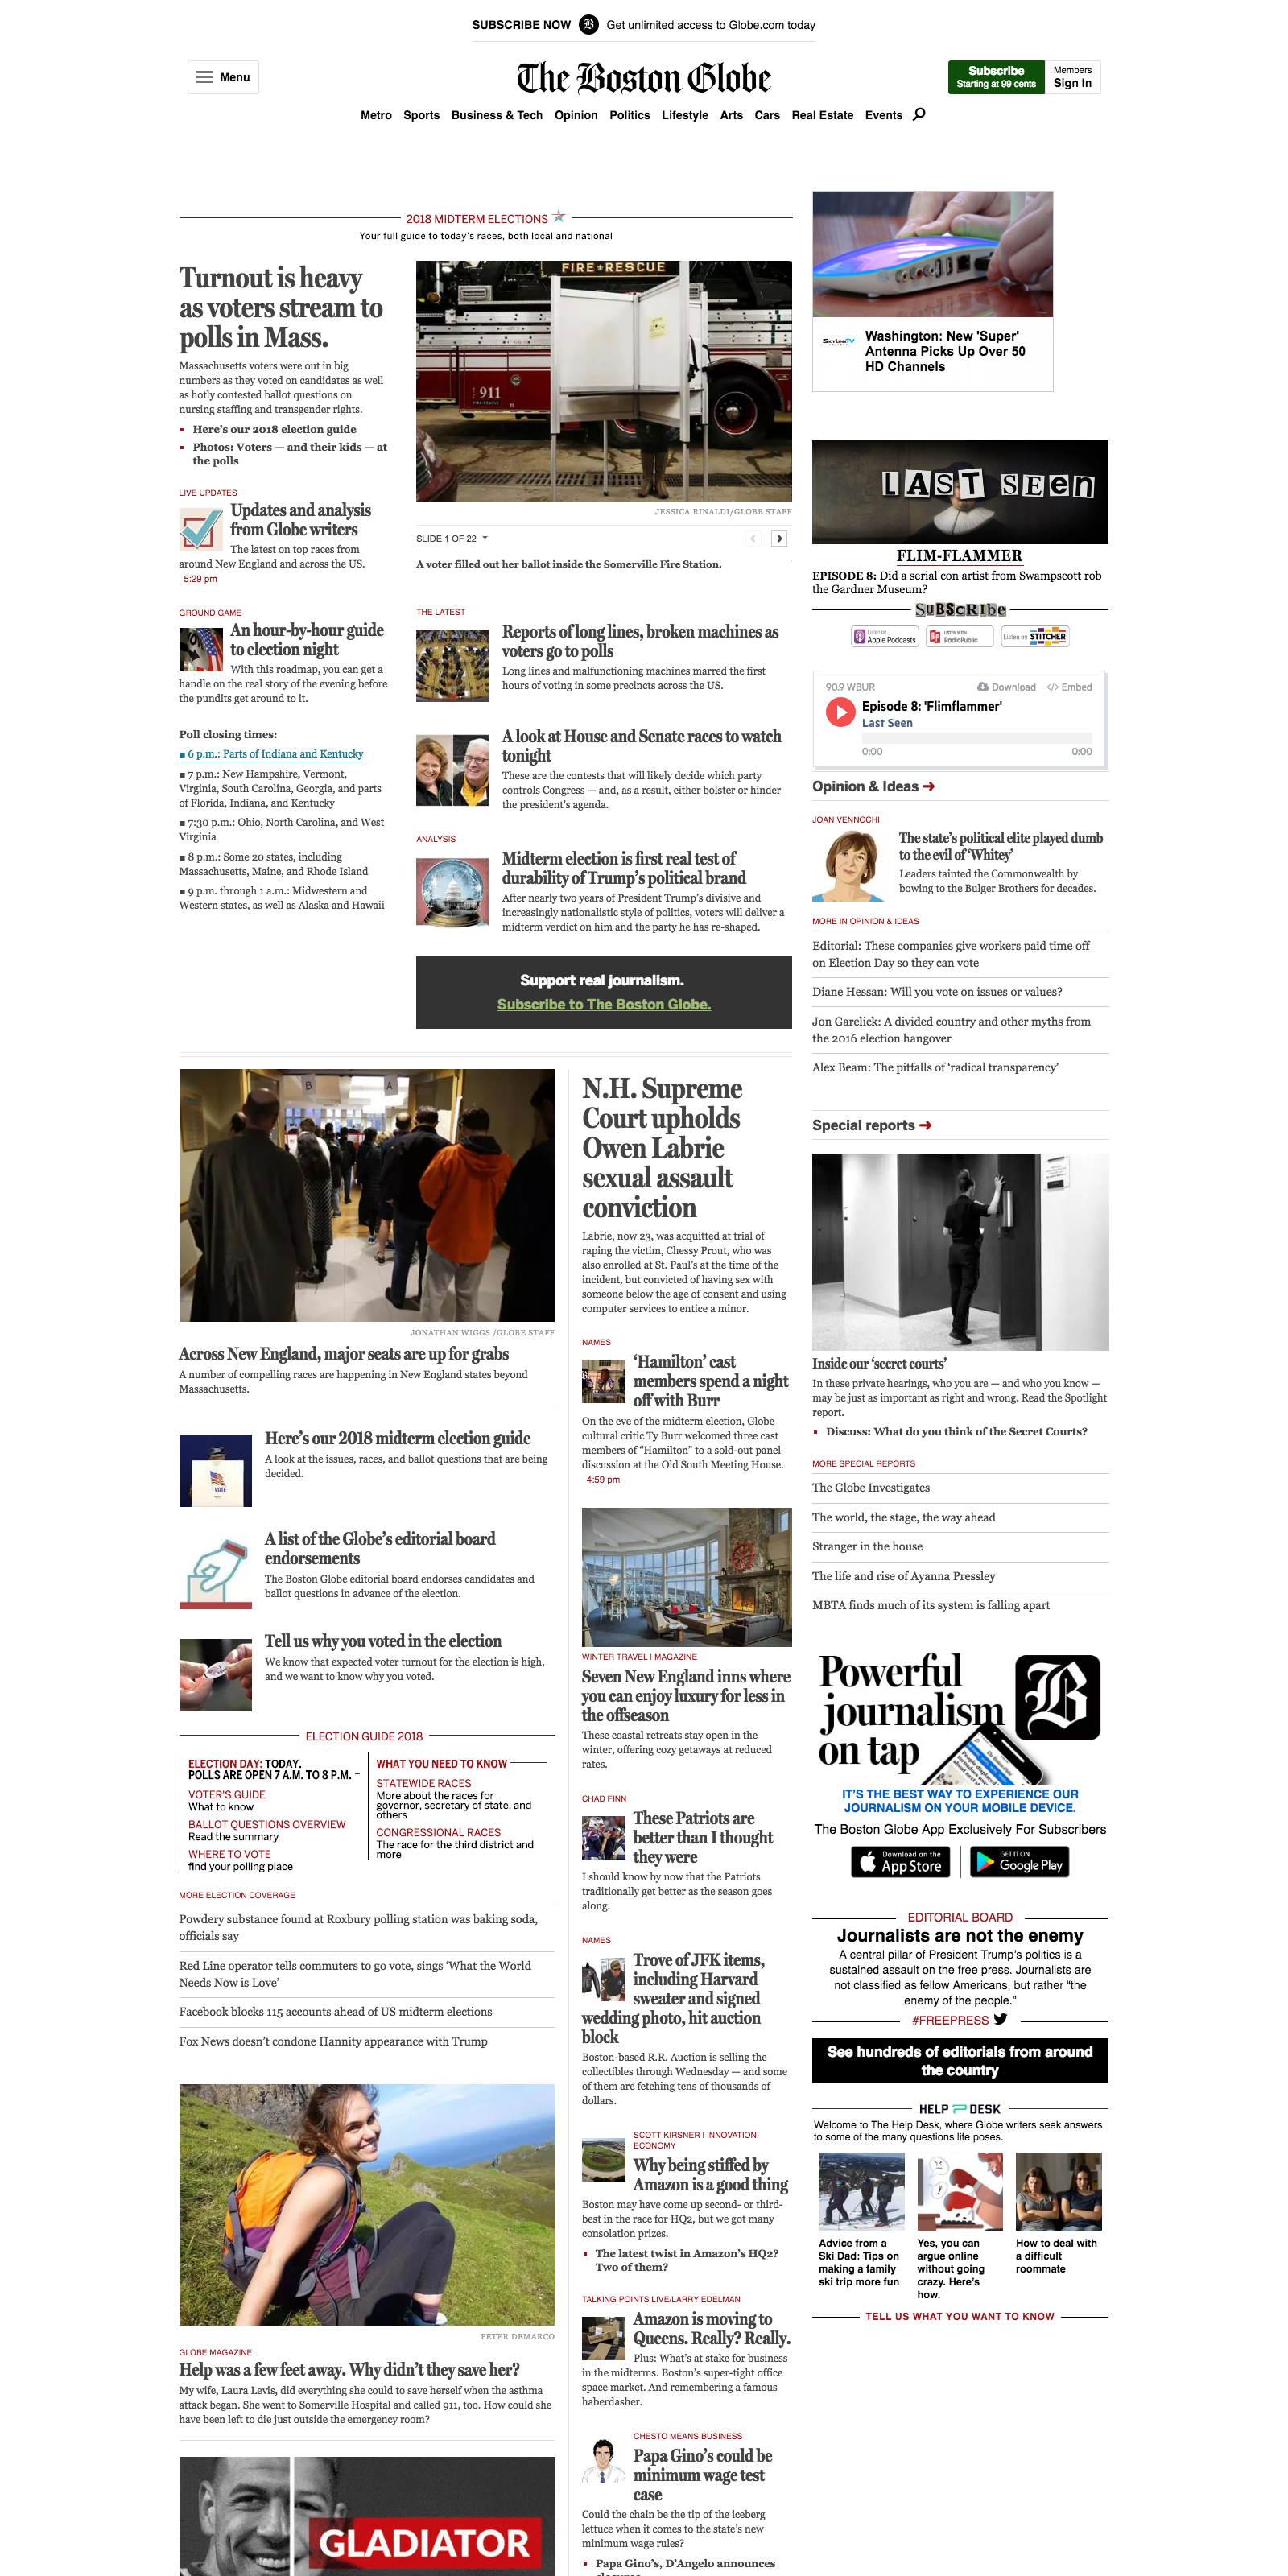 SUBSCRIBE NOW B Get unlimited access to Globe.com today
Menu
The Boston Globe
Subscribe
Starting at 99 cents
Members
Sign In
Metro Sports Business & Tech Opinion Politics Lifestyle Arts Cars Real Estate Events
2018 MIDTERM ELECTIONS
Your full guide to today's races, both local and national
Turnout is heavy
as voters stream to
polls in Mass.
Massachusetts voters were out in big
numbers as they voted on candidates as well
as hotly contested ballot questions on
nursing staffing and transgender rights.
Here's our 2018 election guide
Photos: Voters — and their kids — at
the polls
LIVE UPDATES
Updates and analysis
from Globe writers
The latest on top races from
around New England and across the US.
5:29 pm
GROUND GAME
An hour-by-hour guide
to election night
With this roadmap, you can get a
handle on the real story of the evening before
the pundits get around to it.
Poll closing times:
■ 6 p.m.: Parts of Indiana and Kentucky
■ 7 p.m.: New Hampshire, Vermont,
Virginia, South Carolina, Georgia, and parts
of Florida, Indiana, and Kentucky
■ 7:30 p.m.: Ohio, North Carolina, and West
Virginia
■ 8 p.m.: Some 20 states, including
Massachusetts, Maine, and Rhode Island
■ 9 p.m. through 1 a.m.: Midwestern and
Western states, as well as Alaska and Hawaii
FIRE RESCUE
911
JESSICA RINALDI/GLOBE STAFF
SLIDE 1 OF 22
A voter filled out her ballot inside the Somerville Fire Station.
THE LATEST
Reports of long lines, broken machines as
voters go to polls
Long lines and malfunctioning machines marred the first
hours of voting in some precincts across the US.
A look at House and Senate races to watch
tonight
These are the contests that will likely decide which party
controls Congress — and, as a result, either bolster or hinder
the president's agenda.
ANALYSIS
Midterm election is first real test of
durability of Trump's political brand
After nearly two years of President Trump's divisive and
increasingly nationalistic style of politics, voters will deliver a
midterm verdict on him and the party he has re-shaped.
Support real journalism.
Subscribe to The Boston Globe.
B A
JONATHAN WIGGS /GLOBE STAFF
Across New England, major seats are up for grabs
A number of compelling races are happening in New England states beyond
Massachusetts.
VOTE
Here's our 2018 midterm election guide
A look at the issues, races, and ballot questions that are being
decided.
A list of the Globe's editorial board
endorsements
The Boston Globe editorial board endorses candidates and
ballot questions in advance of the election.
Tell us why you voted in the election
We know that expected voter turnout for the election is high,
and we want to know why you voted.
ELECTION GUIDE 2018
ELECTION DAY: TODAY.
POLLS ARE OPEN 7 A.M. TO 8 P.M.
VOTER'S GUIDE
What to know
BALLOT QUESTIONS OVERVIEW
Read the summary
WHERE TO VOTE
find your polling place
WHAT YOU NEED TO KNOW
STATEWIDE RACES
More about the races for
governor, secretary of state, and
others
CONGRESSIONAL RACES
The race for the third district and
more
MORE ELECTION COVERAGE
Powdery substance found at Roxbury polling station was baking soda,
officials say
Red Line operator tells commuters to go vote, sings 'What the World
Needs Now is Love'
Facebook blocks 115 accounts ahead of US midterm elections
Fox News doesn't condone Hannity appearance with Trump
PETER DEMARCO
GLOBE MAGAZINE
Help was a few feet away. Why didn't they save her?
My wife, Laura Levis, did everything she could to save herself when the asthma
attack began. She went to Somerville Hospital and called 911, too. How could she
have been left to die just outside the emergency room?
GLADIATOR
N.H. Supreme
Court upholds
Owen Labrie
sexual assault
conviction
Labrie, now 23, was acquitted at trial of
raping the victim, Chessy Prout, who was
also enrolled at St. Paul's at the time of the
incident, but convicted of having sex with
someone below the age of consent and using
computer services to entice a minor.
NAMES
'Hamilton' cast
members spend a night
off with Burr
On the eve of the midterm election, Globe
cultural critic Ty Burr welcomed three cast
members of "Hamilton" to a sold-out panel
discussion at the Old South Meeting House.
4:59 pm
WINTER TRAVEL | MAGAZINE
Seven New England inns where
you can enjoy luxury for less in
the offseason
These coastal retreats stay open in the
winter, offering cozy getaways at reduced
rates.
CHAD FINN
These Patriots are
better than I thought
they were
I should know by now that the Patriots
traditionally get better as the season goes
along.
NAMES
Trove of JFK items,
including Harvard
sweater and signed
wedding photo, hit auction
block
Boston-based R.R. Auction is selling the
collectibles through Wednesday — and some
of them are fetching tens of thousands of
dollars.
SCOTT KIRSNER | INNOVATION
ECONOMY
Why being stiffed by
Amazon is a good thing
Boston may have come up second- or third-
best in the race for HQ2, but we got many
consolation prizes.
The latest twist in Amazon's HQ2?
Two of them?
TALKING POINTS LIVE/LARRY EDELMAN
Amazon is moving to
Queens. Really? Really.
Plus: What's at stake for business
in the midterms. Boston's super-tight office
space market. And remembering a famous
haberdasher.
CHESTO MEANS BUSINESS
Papa Gino's could be
minimum wage test
case
Could the chain be the tip of the iceberg
lettuce when it comes to the state's new
minimum wage rules?
Papa Gino's, D'Angelo announces
SkyLinkTV
Washington: New 'Super'
Antenna Picks Up Over 50
HD Channels
LAST SEEN
FLIM-FLAMMER
EPISODE 8: Did a serial con artist from Swampscott rob
the Gardner Museum?
SUBSCRIBE
Apple Podcasts
LISTEN WITH
RadioPublic
Listen on STITCHER
90.9 WBUR
Download
</> Embed
Episode 8: 'Flimflammer'
Last Seen
0:00 0:00
Opinion & Ideas
JOAN VENNOCHI
The state's political elite played dumb
to the evil of 'Whitey'
Leaders tainted the Commonwealth by
bowing to the Bulger Brothers for decades.
MORE IN OPINION & IDEAS
Editorial: These companies give workers paid time off
on Election Day so they can vote
Diane Hessan: Will you vote on issues or values?
Jon Garelick: A divided country and other myths from
the 2016 election hangover
Alex Beam: The pitfalls of 'radical transparency'
Special reports
Inside our 'secret courts'
In these private hearings, who you are — and who you know —
may be just as important as right and wrong. Read the Spotlight
report.
Discuss: What do you think of the Secret Courts?
MORE SPECIAL REPORTS
The Globe Investigates
The world, the stage, the way ahead
Stranger in the house
The life and rise of Ayanna Pressley
MBTA finds much of its system is falling apart
Powerful
journalism
on tap
B
IT'S THE BEST WAY TO EXPERIENCE OUR
JOURNALISM ON YOUR MOBILE DEVICE.
The Boston Globe App Exclusively For Subscribers
Download on the
App Store
GET IT ON
Google Play
EDITORIAL BOARD
Journalists are not the enemy
A central pillar of President Trump's politics is a
sustained assault on the free press. Journalists are
not classified as fellow Americans, but rather "the
enemy of the people."
#FREEPRESS
See hundreds of editorials from around
the country
HELP DESK
Welcome to The Help Desk, where Globe writers seek answers
to some of the many questions life poses.
Advice from a
Ski Dad: Tips on
making a family
ski trip more fun
Yes, you can
argue online
without going
crazy. Here's
how.
How to deal with
a difficult
roommate
TELL US WHAT YOU WANT TO KNOW